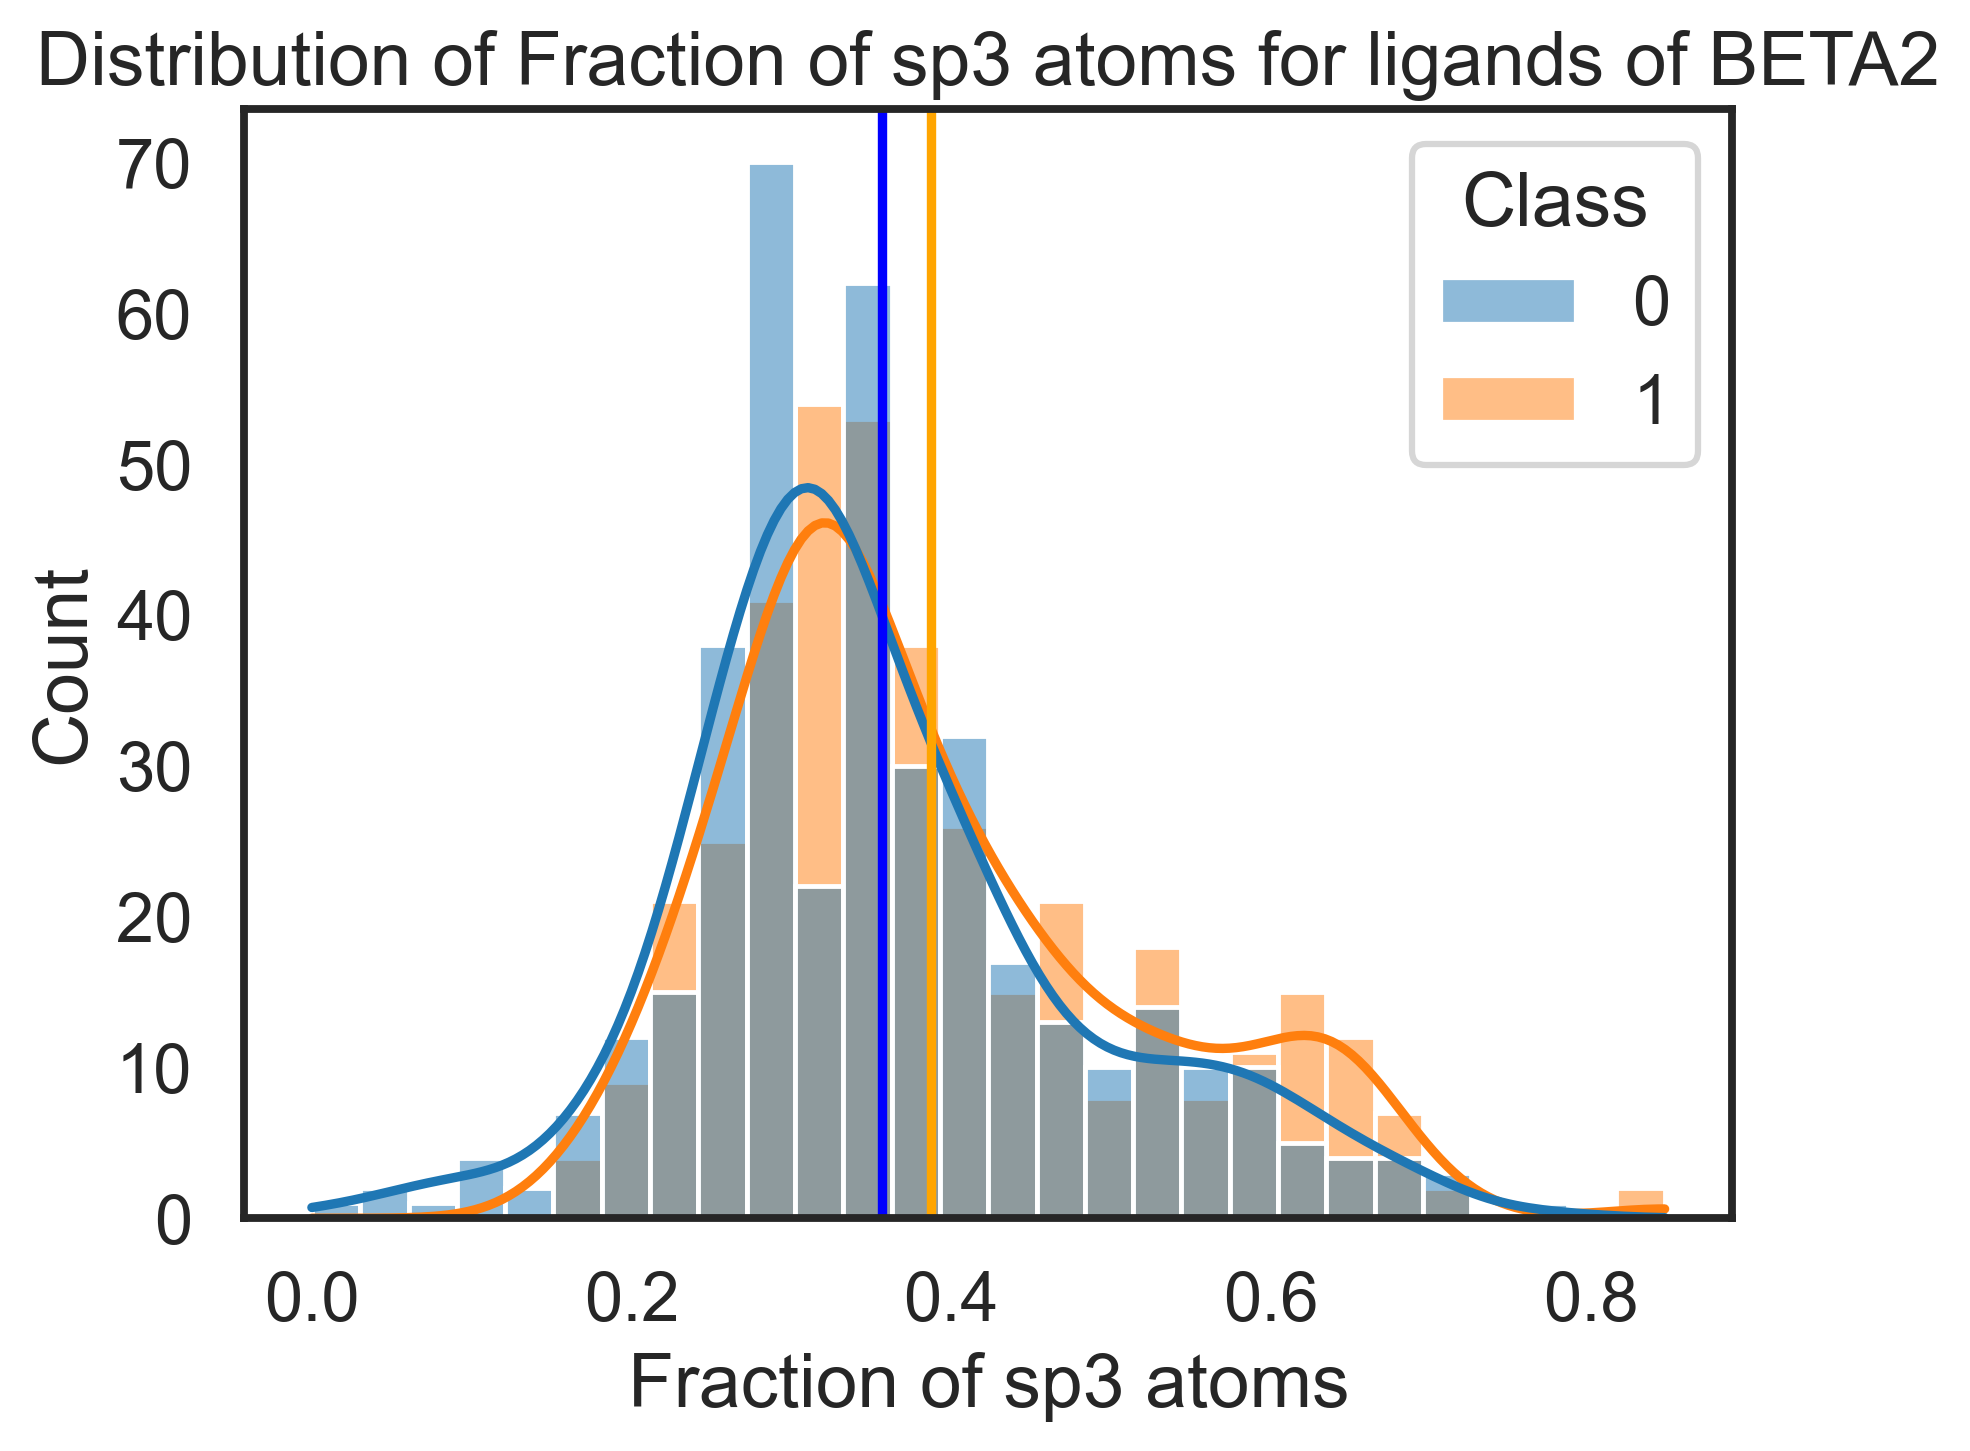 Distribution of Fraction of sp3 atoms for ligands of BETA2
70
60
50
40
30
20
10
0
Count
Class
0
1
0.0 0.2 0.4 0.6 0.8
Fraction of sp3 atoms